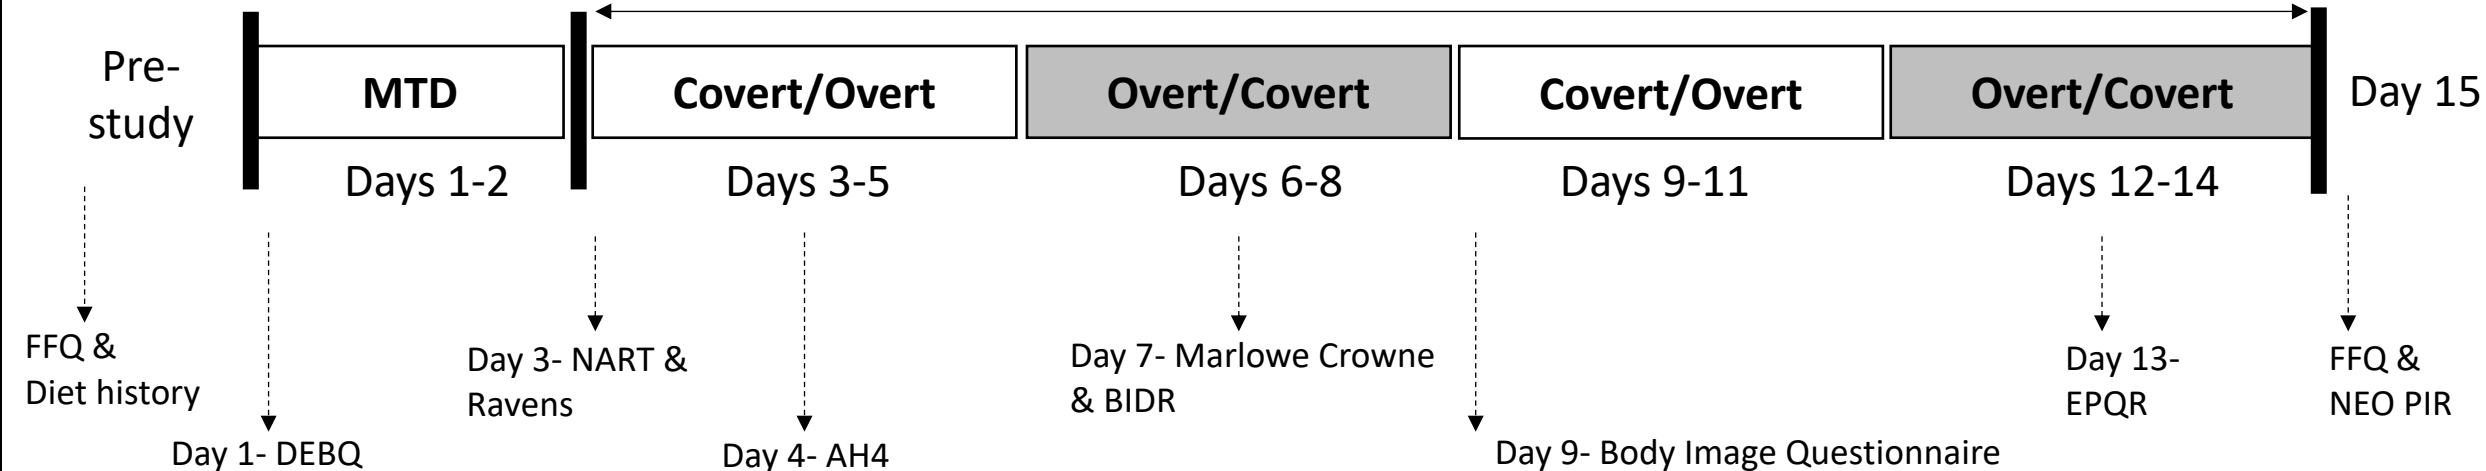 Pre-
study
MTD
Covert/Overt
Overt/Covert
Covert/Overt
Overt/Covert
Day 15
Days 1-2
Days 3-5
Days 6-8
Days 9-11
Days 12-14
FFQ &
Diet history
Day 1- DEBQ
Day 3- NART &
Ravens
Day 4- AH4
Day 7- Marlowe Crowne
& BIDR
Day 9- Body Image Questionnaire
Day 13-
EPQR
FFQ &
NEO PIR